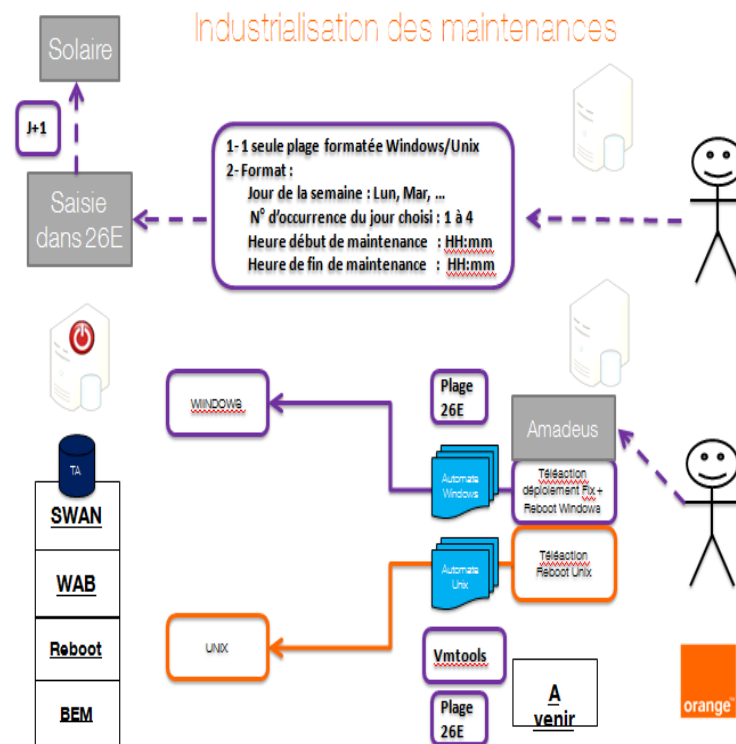 Industrialisation des maintenances
Solaire
J+1
Saisie
dans 26E
1- 1 seule plage formatée Windows/Unix
2- Format :
Jour de la semaine : Lun, Mar, ...
N° d'occurrence du jour choisi : 1 à 4
Heure début de maintenance : HH:mm
Heure de fin de maintenance : HH:mm
WINDOWS
Plage
26E
Amadeus
Automate
Windows
Téléaction
déploiement Fix +
Reboot Windows
TA
SWAN
WAB
Reboot
BEM
Automate
Unix
Téléaction
Reboot Unix
UNIX
Vmtools
Plage
26E
A
venir
orange™